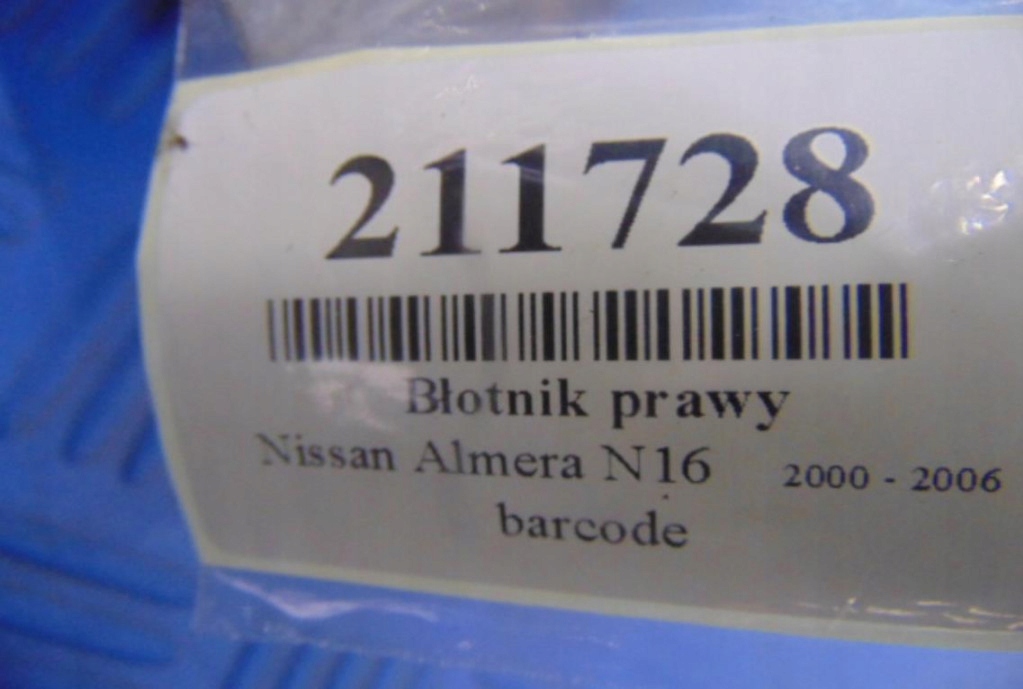 211728
Błotnik prawy
Nissan Almera N16 2000 - 2006
barcode